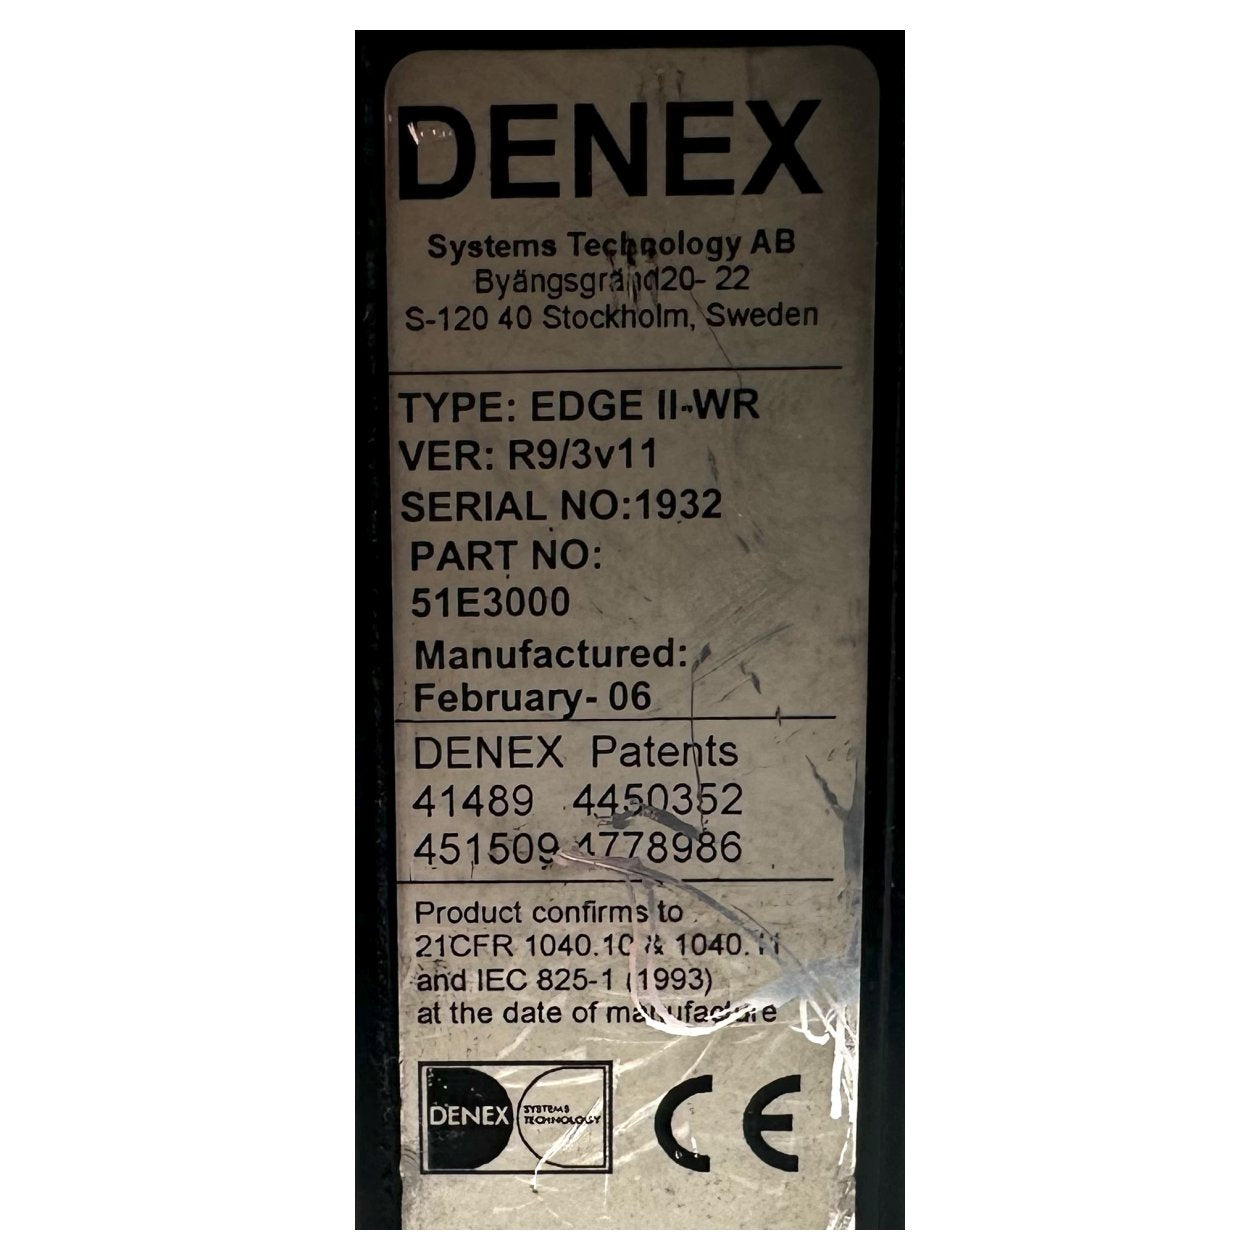 DENEX
Systems Technology AB
Byängsgränd20- 22
S-120 40 Stockholm, Sweden
TYPE: EDGE II-WR
VER: R9/3v11
SERIAL NO:1932
PART NO:
51E3000
Manufactured:
February- 06
DENEX Patents
41489 4450352
451509 4778986
Product confirms to
21CFR 1040.10 & 1040.11
and IEC 825-1 (1993)
at the date of manufacture
DENEX SYSTEMS TECHNOLOGY CE